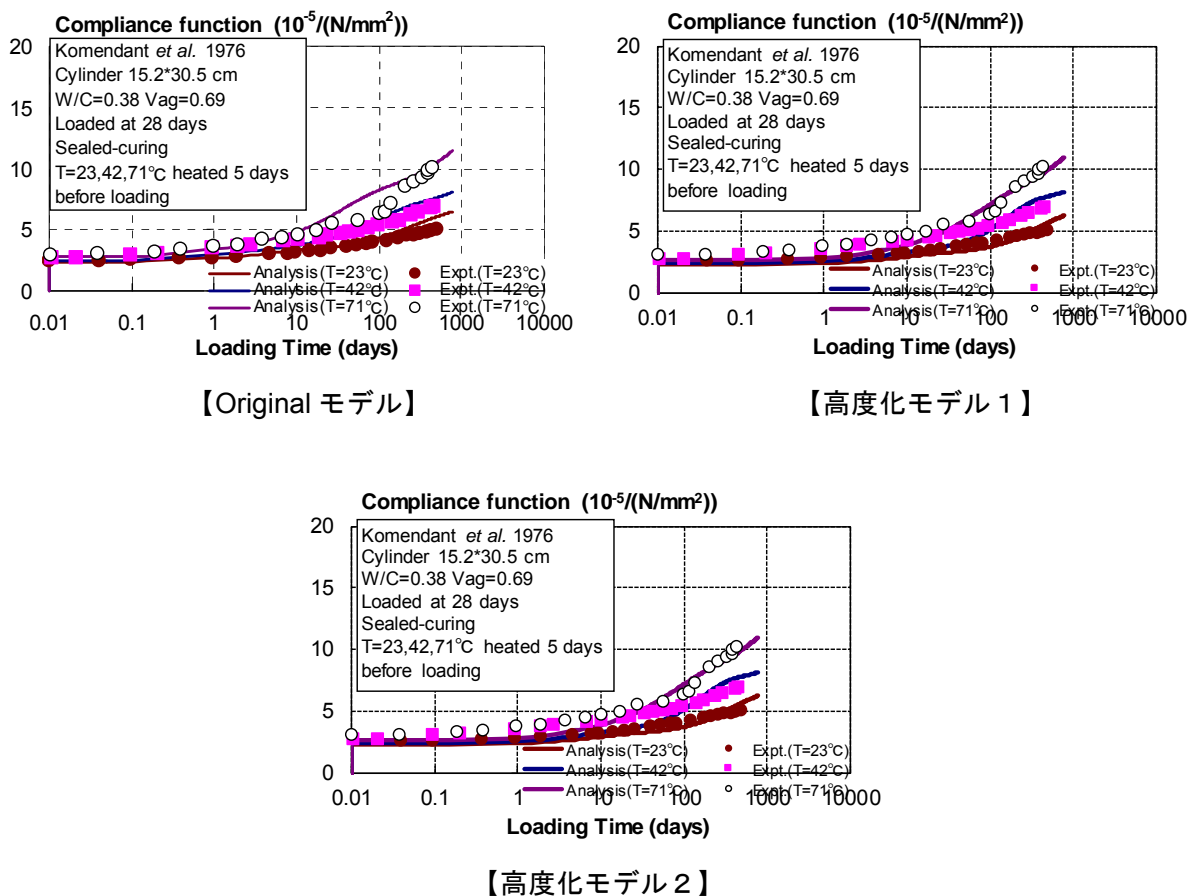 Compliance function (10-5/(N/mm2))
20
15
10
5
0
Komendant et al. 1976
Cylinder 15.2*30.5 cm
W/C=0.38 Vag=0.69
Loaded at 28 days
Sealed-curing
T=23,42,71℃ heated 5 days
before loading
Analysis(T=23℃) Expt.(T=23℃)
Analysis(T=42℃) Expt.(T=42℃)
Analysis(T=71℃) Expt.(T=71℃)
0.01 0.1 1 10 100 1000 10000
Loading Time (days)
【Original モデル】
Compliance function (10-5/(N/mm2))
20
15
10
5
0
Komendant et al. 1976
Cylinder 15.2*30.5 cm
W/C=0.38 Vag=0.69
Loaded at 28 days
Sealed-curing
T=23,42,71℃ heated 5 days
before loading
Analysis(T=23℃) Expt.(T=23℃)
Analysis(T=42℃) Expt.(T=42℃)
Analysis(T=71℃) Expt.(T=71℃)
0.01 0.1 1 10 100 1000 10000
Loading Time (days)
【高度化モデル１】
Compliance function (10-5/(N/mm2))
20
15
10
5
0
Komendant et al. 1976
Cylinder 15.2*30.5 cm
W/C=0.38 Vag=0.69
Loaded at 28 days
Sealed-curing
T=23,42,71℃ heated 5 days
before loading
Analysis(T=23℃) Expt.(T=23℃)
Analysis(T=42℃) Expt.(T=42℃)
Analysis(T=71℃) Expt.(T=71℃)
0.01 0.1 1 10 100 1000 10000
Loading Time (days)
【高度化モデル２】